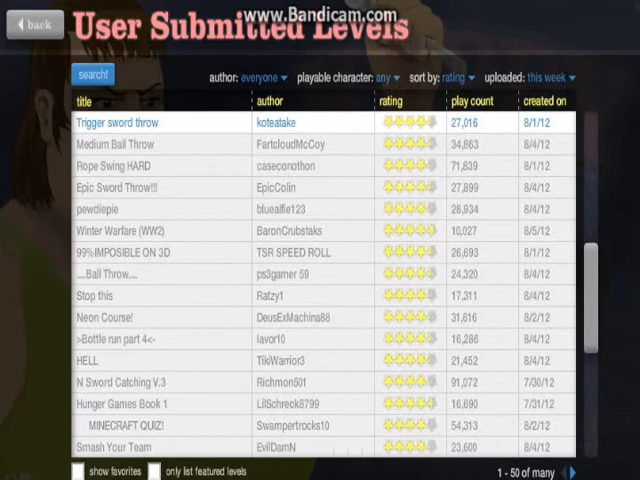 www.Bandicam.com
back
User Submitted Levels
search!
author: everyone playable character: any sort by: rating uploaded: this week
title author rating play count created on
Trigger sword throw koteatake 27,016 8/1/12
Medium Ball Throw FartcloudMcCoy 34,863 8/4/12
Rope Swing HARD caseconothon 71,839 8/1/12
Epic Sword Throw!!! EpicColin 27,899 8/4/12
pewdiepie bluealfie123 28,934 8/4/12
Winter Warfare (WW2) BaronCrubstaks 10,027 8/5/12
99%IMPOSIBLE ON 3D TSR SPEED ROLL 26,693 8/1/12
....Ball Throw.... ps3gamer 59 24,320 8/4/12
Stop this Ratzy1 17,311 8/4/12
Neon Course! DeusExMachina88 31,616 8/2/12
>Bottle run part 4<- lavor10 16,286 8/4/12
HELL TikiWarrior3 21,452 8/4/12
N Sword Catching V.3 Richmon501 91,072 7/30/12
Hunger Games Book 1 LilSchreck8799 16,690 7/31/12
MINECRAFT QUIZ! Swampertrocks10 54,313 8/2/12
Smash Your Team EvilDamN 23,600 8/4/12
show favorites only list featured levels 1 - 50 of many